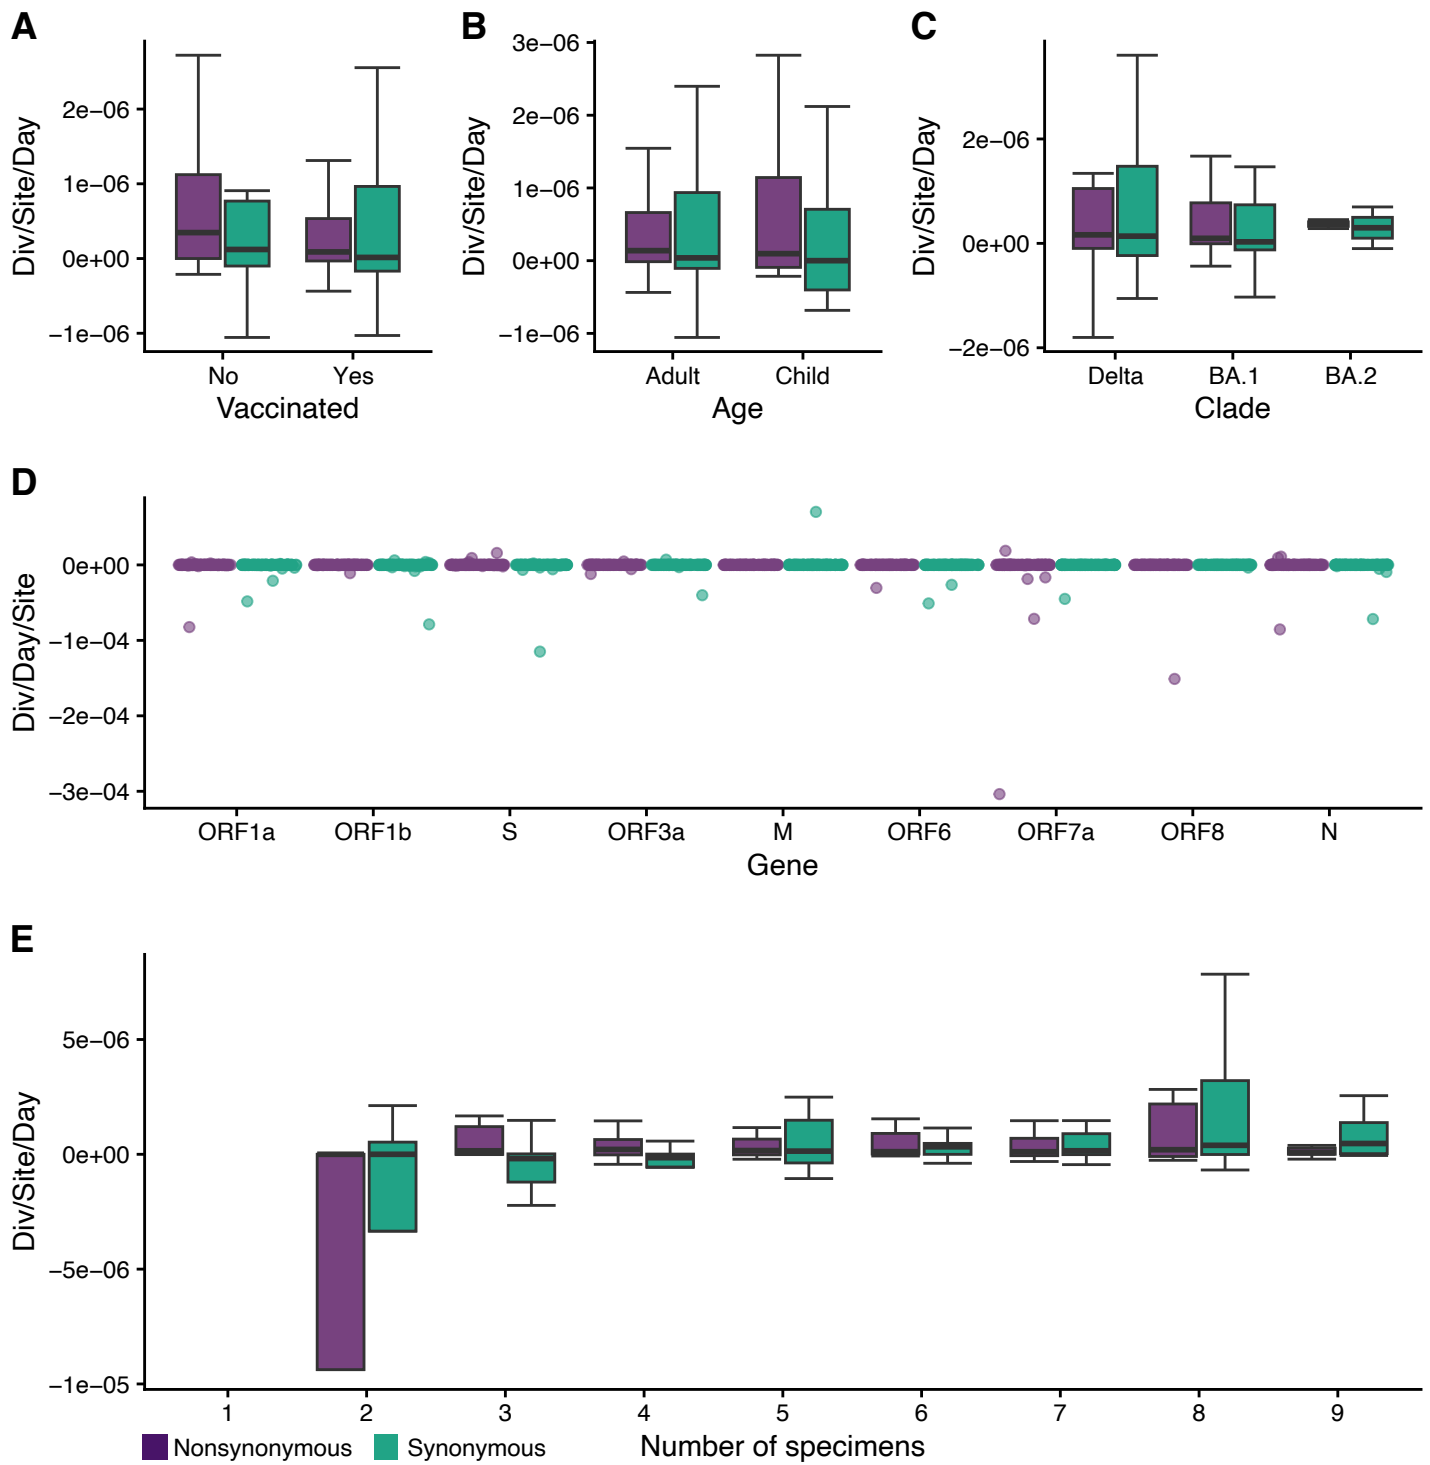 A
B
C
Div/Site/Day
2e−06
1e−06
0e+00
−1e−06
No
Yes
Vaccinated
Div/Site/Day
3e−06
2e−06
1e−06
0e+00
−1e−06
Adult
Child
Age
Div/Site/Day
2e−06
0e+00
−2e−06
Delta
BA.1
BA.2
Clade
D
Div/Day/Site
0e+00
−1e−04
−2e−04
−3e−04
ORF1a
ORF1b
S
ORF3a
M
ORF6
ORF7a
ORF8
N
Gene
E
Div/Site/Day
5e−06
0e+00
−5e−06
−1e−05
1
2
3
4
5
6
7
8
9
Number of specimens
Nonsynonymous
Synonymous